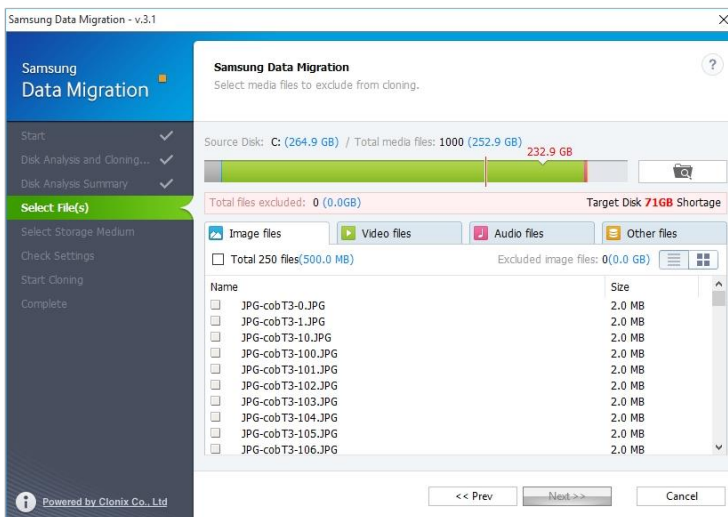 Samsung Data Migration - v.3.1
Samsung
Data Migration
Samsung Data Migration
Select media files to exclude from cloning.
?
Start
Disk Analysis and Cloning...
Disk Analysis Summary
Select File(s)
Select Storage Medium
Check Settings
Start Cloning
Complete
Source Disk: C: (264.9 GB) / Total media files: 1000 (252.9 GB)
232.9 GB
Total files excluded: 0 (0.0GB) Target Disk 71GB Shortage
Image files Video files Audio files Other files
Total 250 files(500.0 MB) Excluded image files: 0(0.0 GB)
Name Size
JPG-cobT3-0.JPG 2.0 MB
JPG-cobT3-1.JPG 2.0 MB
JPG-cobT3-10.JPG 2.0 MB
JPG-cobT3-100.JPG 2.0 MB
JPG-cobT3-101.JPG 2.0 MB
JPG-cobT3-102.JPG 2.0 MB
JPG-cobT3-103.JPG 2.0 MB
JPG-cobT3-104.JPG 2.0 MB
JPG-cobT3-105.JPG 2.0 MB
JPG-cobT3-106.JPG 2.0 MB
Powered by Clonix Co., Ltd
<< Prev Next >> Cancel